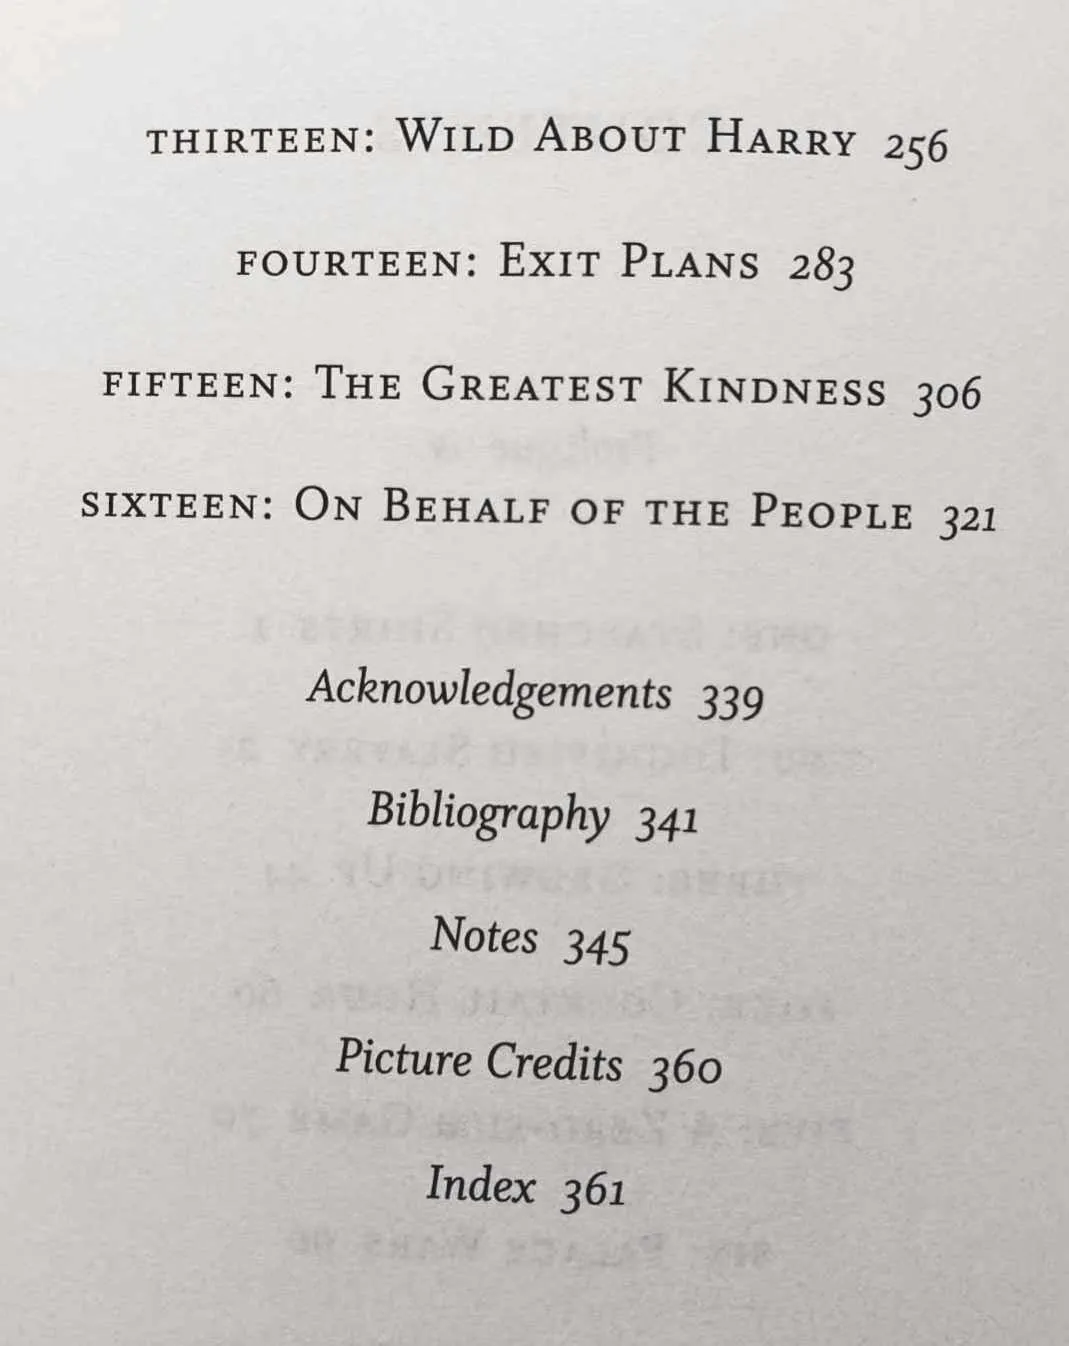 THIRTEEN: WILD ABOUT HARRY 256
FOURTEEN: EXIT PLANS 283
FIFTEEN: THE GREATEST KINDNESS 306
SIXTEEN: ON BEHALF OF THE PEOPLE 321
Acknowledgements 339
Bibliography 341
Notes 345
Picture Credits 360
Index 361